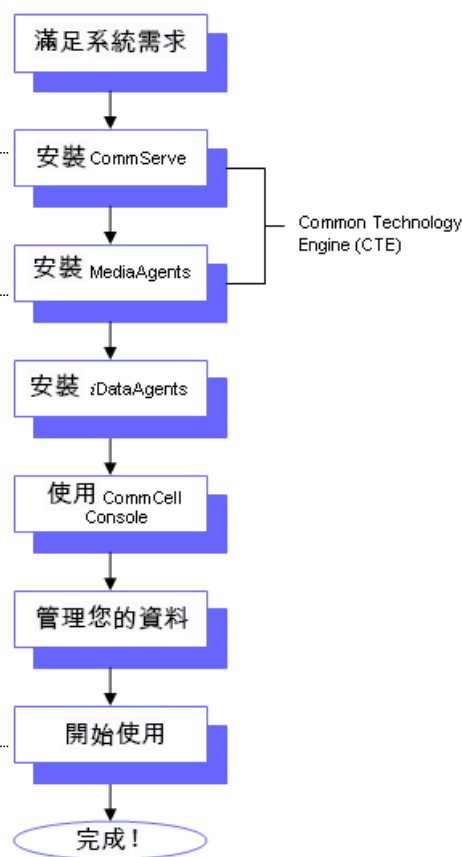 滿足系統需求
...
安裝 CommServe
Common Technology
Engine (CTE)
安裝 MediaAgents
...
安裝 iDataAgents
使用 CommCell
Console
管理您的資料
開始使用
...
完成！